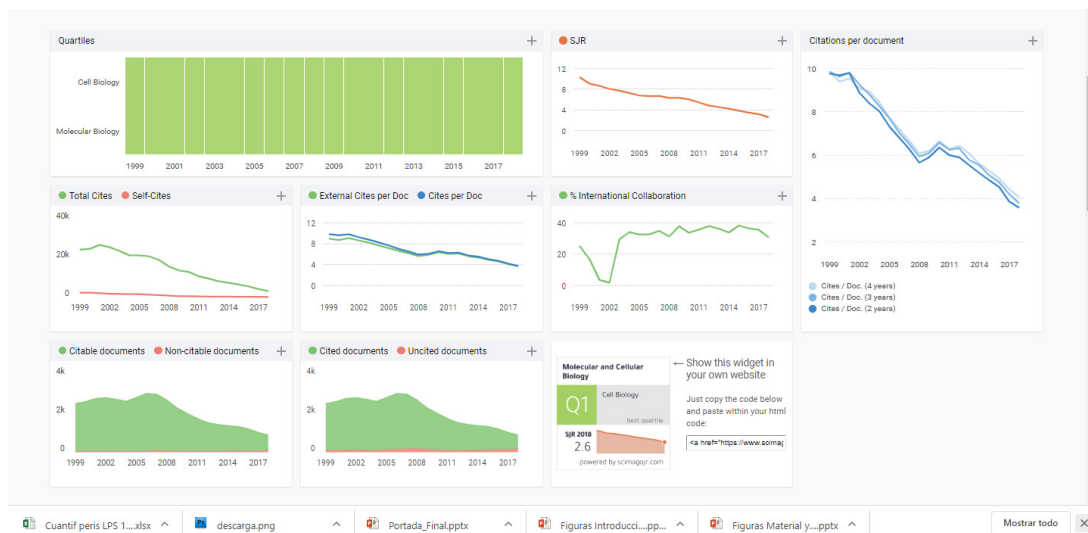 Quartiles
Cell Biology
Molecular Biology
1999 2001 2003 2005 2007 2009 2011 2013 2015 2017
SJR
12
8
4
0
1999 2002 2005 2008 2011 2014 2017
Citations per document
10
8
6
4
2
1999 2002 2005 2008 2011 2014 2017
Cites / Doc. (4 years)
Cites / Doc. (3 years)
Cites / Doc. (2 years)
Total Cites Self-Cites
40k
20k
0
1999 2002 2005 2008 2011 2014 2017
External Cites per Doc Cites per Doc
12
8
4
0
1999 2002 2005 2008 2011 2014 2017
% International Collaboration
40
20
0
1999 2002 2005 2008 2011 2014 2017
Citable documents Non-citable documents
4k
2k
0
1999 2002 2005 2008 2011 2014 2017
Cited documents Uncited documents
4k
2k
0
1999 2002 2005 2008 2011 2014 2017
Molecular and Cellular
Biology
Q1
Cell Biology
best quartile
SJR 2018
2.6
powered by scimagojr.com
← Show this widget in
your own website
Just copy the code below
and paste within your html
code:
<a href="https://www.scimag
Cuantif peris LPS 1....xlsx
descarga.png
Portada_Final.pptx
Figuras Introducci....pp...
Figuras Material y....pptx
Mostrar todo